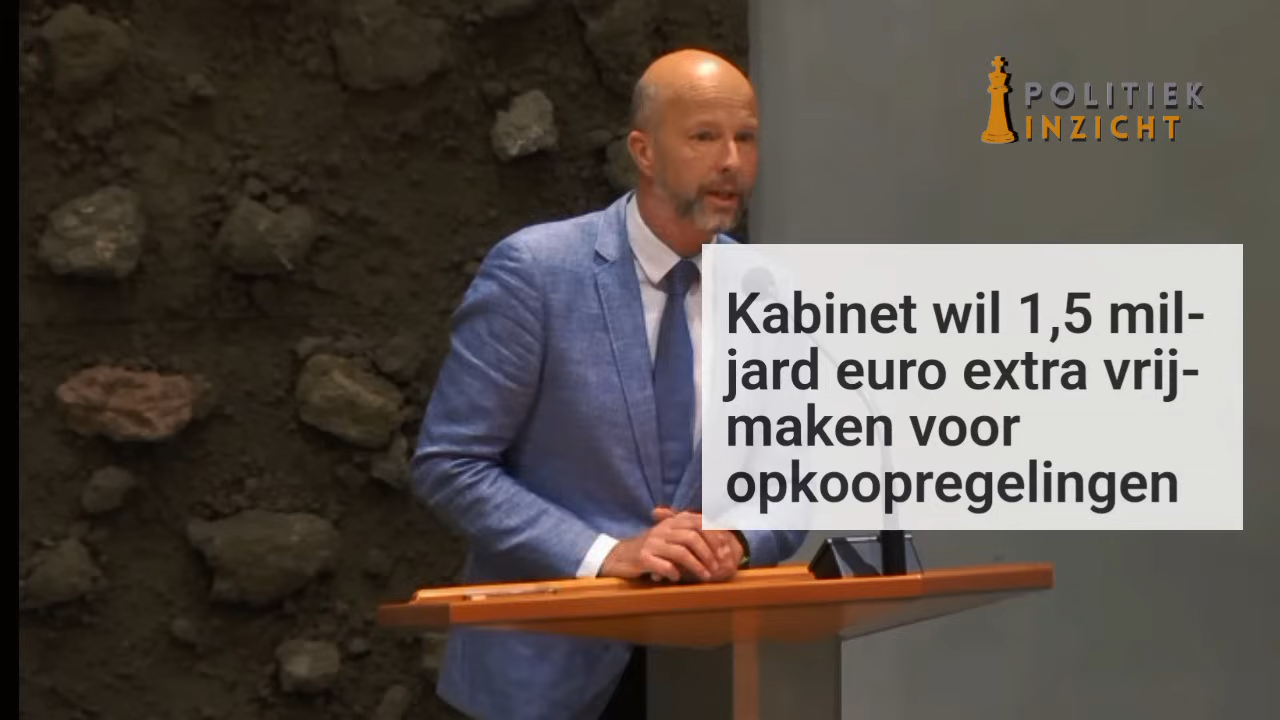 POLITIEK
INZICHT
Kabinet wil 1,5 mil-
jard euro extra vrij-
maken voor
opkoopregelingen